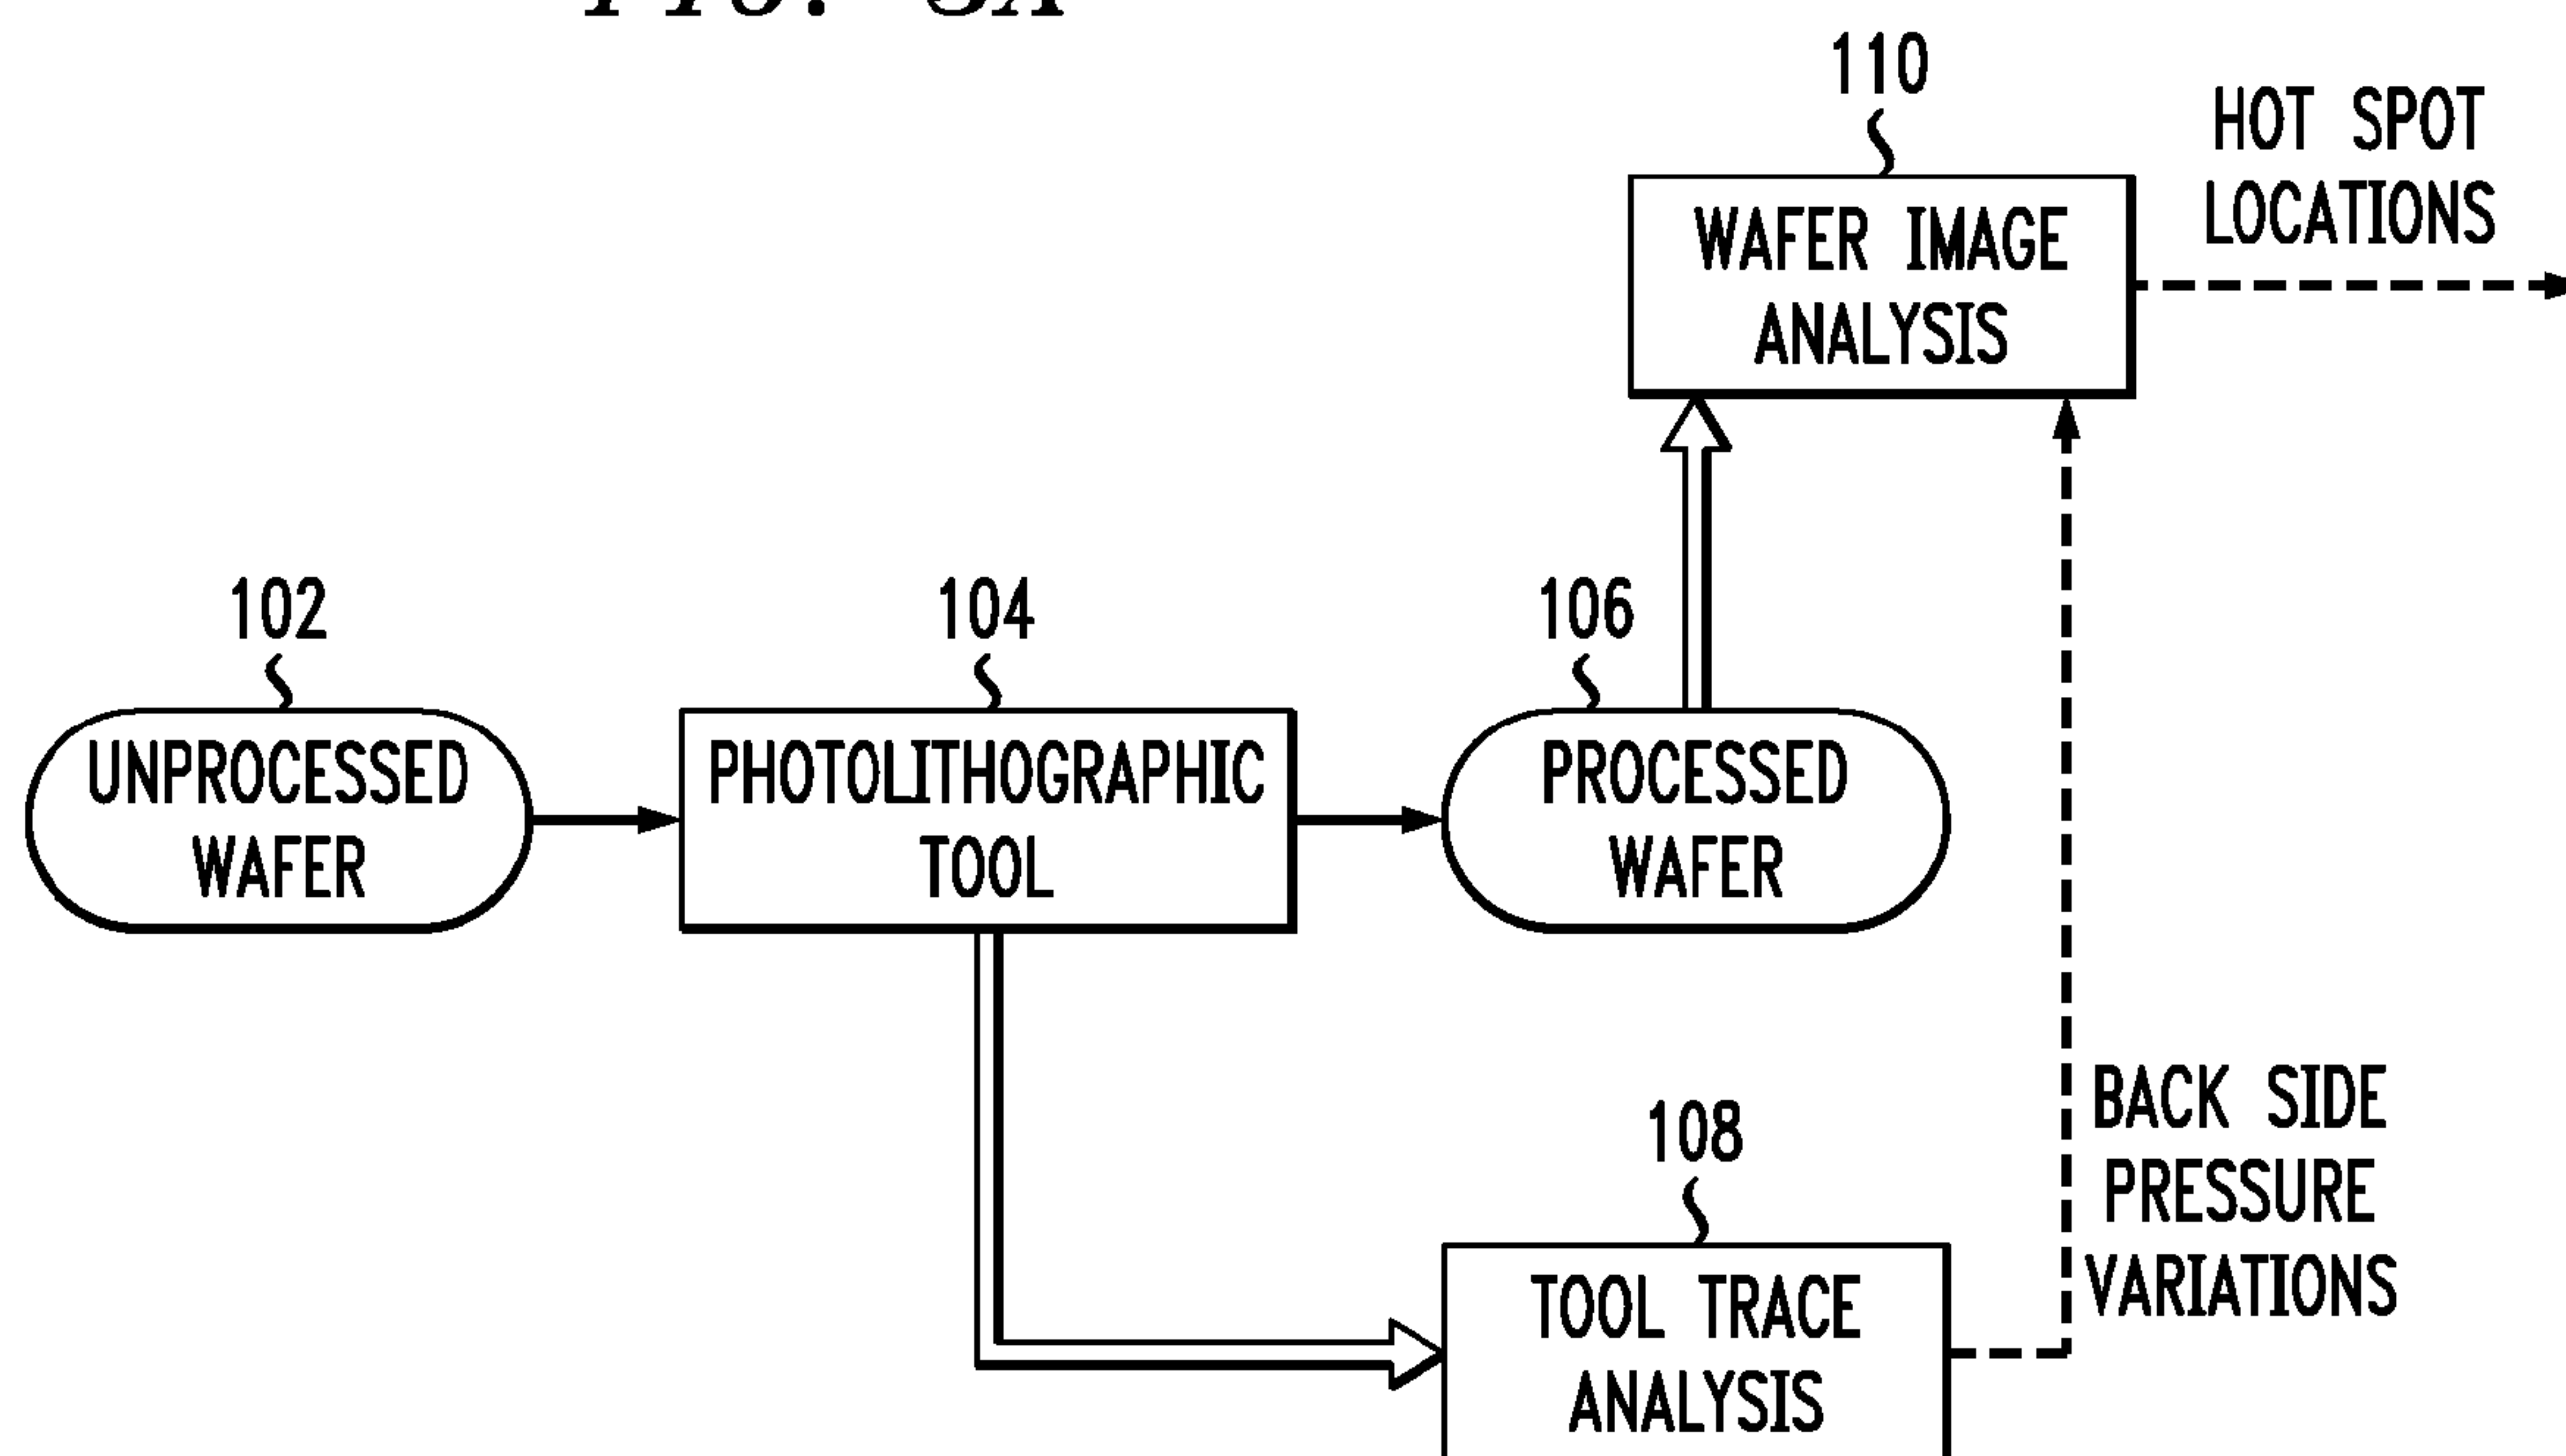 110
HOT SPOT
LOCATIONS
WAFER IMAGE
ANALYSIS
102
104
106
UNPROCESSED
WAFER
PHOTOLITHOGRAPHIC
TOOL
PROCESSED
WAFER
108
BACK SIDE
PRESSURE
VARIATIONS
TOOL TRACE
ANALYSIS